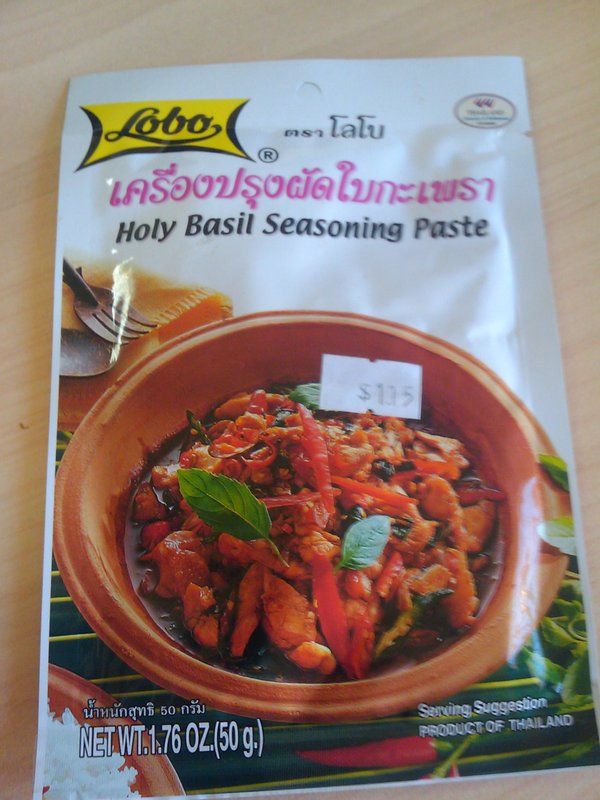 Lobo
®
ตรา โลโบ
THAILAND
เครื่องปรุงผัดใบกะเพรา
Holy Basil Seasoning Paste
น้ำหนักสุทธิ 50 กรัม
NET WT.1.76 OZ.(50 g.)
Serving Suggestion
PRODUCT OF THAILAND